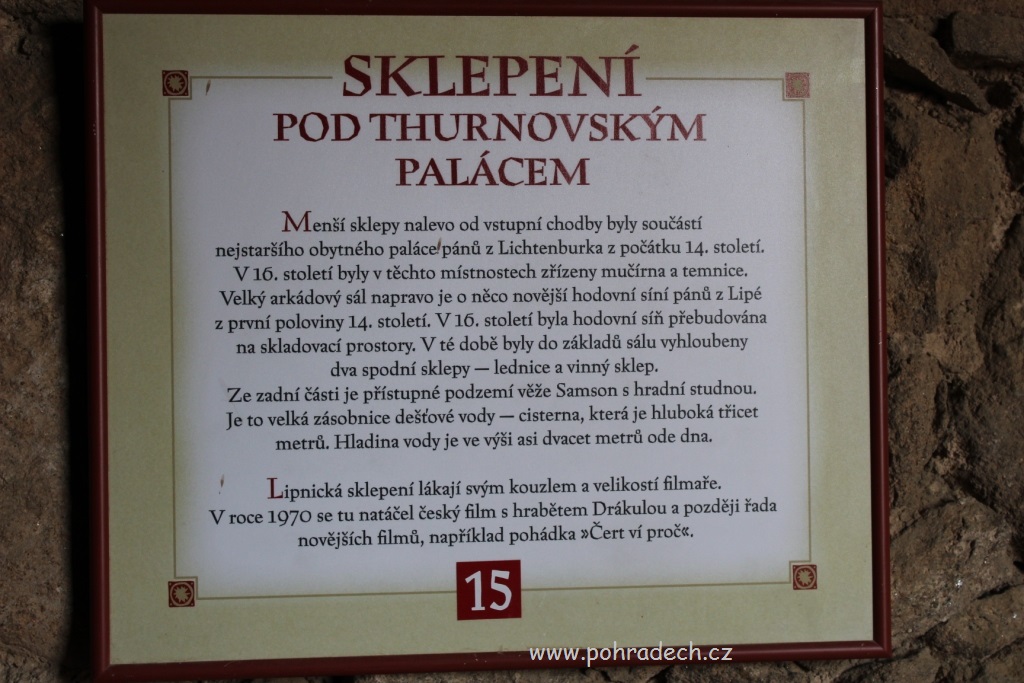 SKLEPENÍ
POD THURNOVSKÝM
PALÁCEM
Menší sklepy nalevo od vstupní chodby byly součástí
nejstaršího obytného paláce pánů z Lichtenburka z počátku 14. století.
V 16. století byly v těchto místnostech zřízeny mučírna a temnice.
Velký arkádový sál napravo je o něco novější hodovní síní pánů z Lipé
z první poloviny 14. století. V 16. století byla hodovní síň přebudována
na skladovací prostory. V té době byly do základů sálu vyhloubeny
dva spodní sklepy — lednice a vinný sklep.
Ze zadní části je přístupné podzemí věže Samson s hradní studnou.
Je to velká zásobnice dešťové vody — cisterna, která je hluboká třicet
metrů. Hladina vody je ve výši asi dvacet metrů ode dna.
Lipnická sklepení lákají svým kouzlem a velikostí filmaře.
V roce 1970 se tu natáčel český film s hrabětem Drákulou a později řada
novějších filmů, například pohádka »Čert ví proč«.
15
www.pohradech.cz